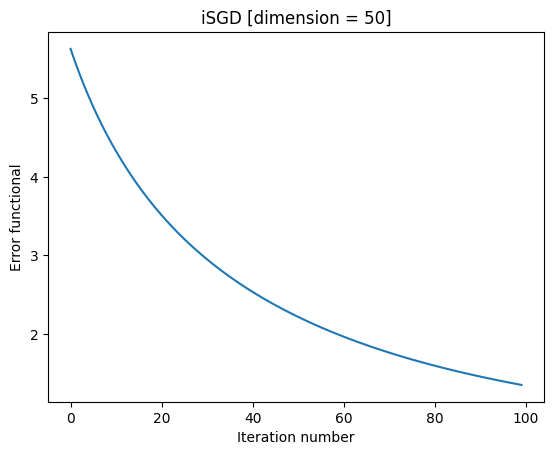 iSGD [dimension = 50]
Error functional
5
4
3
2
0 20 40 60 80 100
Iteration number